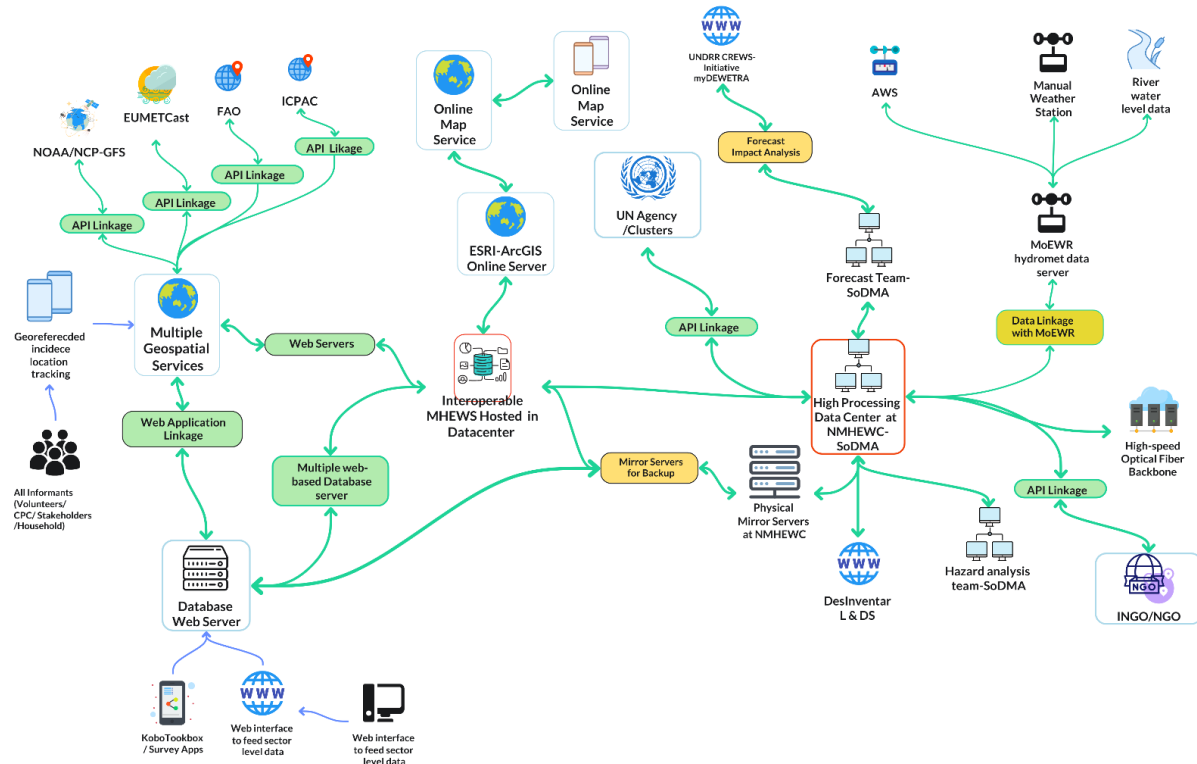 WWW
UNDRR CREWS-
Initiative
myDEWETRA
AWS
Manual
Weather
Station
River
water
level data
Online
Map
Service
Online
Map
Service
EUMETCast
FAO
ICPAC
NOAA/NCP-GFS
API Likage
API Linkage
API Linkage
API Linkage
Forecast
Impact Analysis
UN Agency
/Clusters
ESRI-ArcGIS
Online Server
Forecast Team-
SoDMA
MoEWR
hydromet data
server
Georeferecded
incidece
location
tracking
Multiple
Geospatial
Services
Web Servers
API Linkage
Data Linkage
with MoEWR
Interoperable
MHEWS Hosted in
Datacenter
High Processing
Data Center at
NMHEWC-
SoDMA
Web Application
Linkage
High-speed
Optical Fiber
Backbone
Multiple web-
based Database
server
Mirror Servers
for Backup
API Linkage
All Informants
(Volunteers/
CPC/ Stakeholders
/Household)
Physical
Mirror Servers
at NMHEWC
Hazard analysis
team-SoDMA
WWW
DesInventar
L & DS
NGO
INGO/NGO
Database
Web Server
WWW
KoboTookbox
/ Survey Apps
Web interface
to feed sector
level data
Web interface
to feed sector
level data